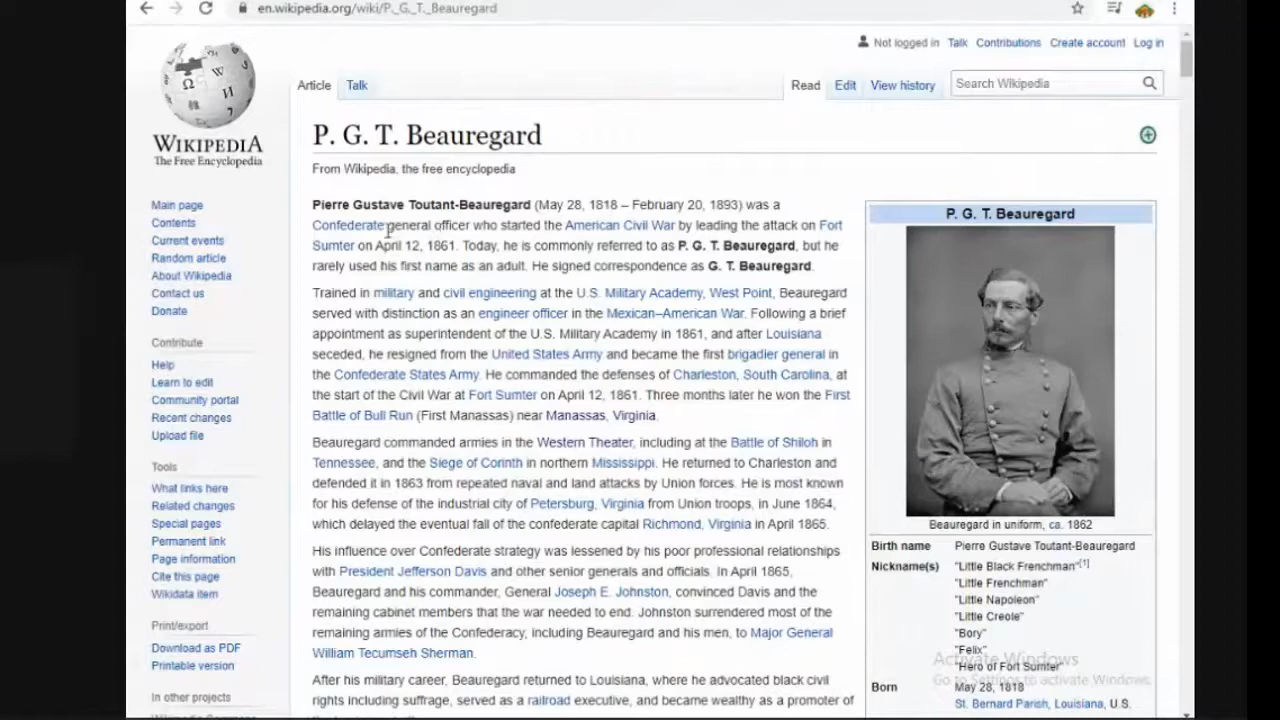 en.wikipedia.org/wiki/P._G._T._Beauregard
Not logged in Talk Contributions Create account Log in
Article Talk Read Edit View history Search Wikipedia
WIKIPEDIA
The Free Encyclopedia
Main page
Contents
Current events
Random article
About Wikipedia
Contact us
Donate
Contribute
Help
Learn to edit
Community portal
Recent changes
Upload file
Tools
What links here
Related changes
Special pages
Permanent link
Page information
Cite this page
Wikidata item
Print/export
Download as PDF
Printable version
In other projects
P. G. T. Beauregard
From Wikipedia, the free encyclopedia
Pierre Gustave Toutant-Beauregard (May 28, 1818 – February 20, 1893) was a
Confederate general officer who started the American Civil War by leading the attack on Fort
Sumter on April 12, 1861. Today, he is commonly referred to as P. G. T. Beauregard, but he
rarely used his first name as an adult. He signed correspondence as G. T. Beauregard.
Trained in military and civil engineering at the U.S. Military Academy, West Point, Beauregard
served with distinction as an engineer officer in the Mexican–American War. Following a brief
appointment as superintendent of the U.S. Military Academy in 1861, and after Louisiana
seceded, he resigned from the United States Army and became the first brigadier general in
the Confederate States Army. He commanded the defenses of Charleston, South Carolina, at
the start of the Civil War at Fort Sumter on April 12, 1861. Three months later he won the First
Battle of Bull Run (First Manassas) near Manassas, Virginia.
Beauregard commanded armies in the Western Theater, including at the Battle of Shiloh in
Tennessee, and the Siege of Corinth in northern Mississippi. He returned to Charleston and
defended it in 1863 from repeated naval and land attacks by Union forces. He is most known
for his defense of the industrial city of Petersburg, Virginia from Union troops, in June 1864,
which delayed the eventual fall of the confederate capital Richmond, Virginia in April 1865.
His influence over Confederate strategy was lessened by his poor professional relationships
with President Jefferson Davis and other senior generals and officials. In April 1865,
Beauregard and his commander, General Joseph E. Johnston, convinced Davis and the
remaining cabinet members that the war needed to end. Johnston surrendered most of the
remaining armies of the Confederacy, including Beauregard and his men, to Major General
William Tecumseh Sherman.
After his military career, Beauregard returned to Louisiana, where he advocated black civil
rights including suffrage, served as a railroad executive, and became wealthy as a promoter of
P. G. T. Beauregard
Beauregard in uniform, ca. 1862
Birth name Pierre Gustave Toutant-Beauregard
Nickname(s) "Little Black Frenchman"[1]
"Little Frenchman"
"Little Napoleon"
"Little Creole"
"Bory"
"Felix"
"Hero of Fort Sumter"
Born May 28, 1818
St. Bernard Parish, Louisiana, U.S.
Activate Windows
Go to Settings to activate Windows.